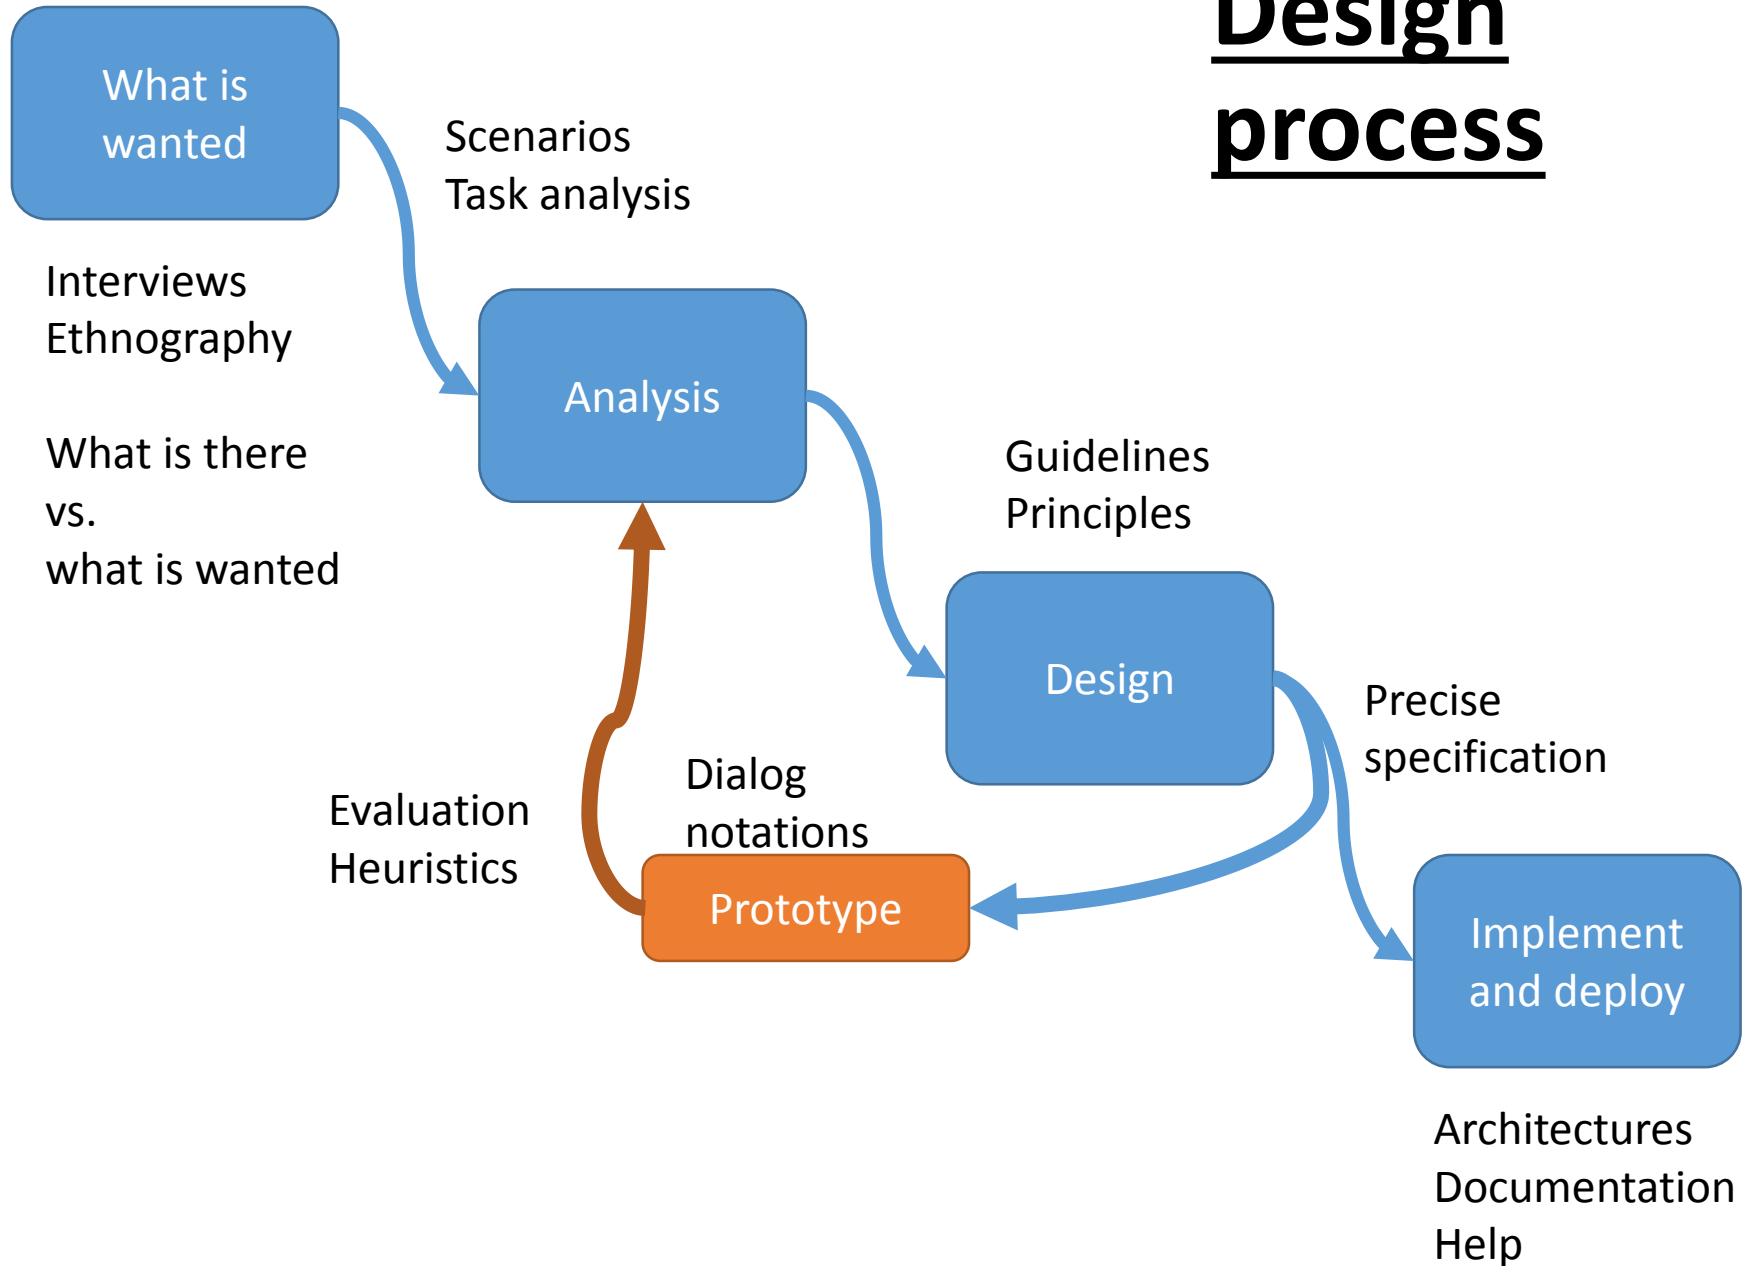 Design
process
What is
wanted
Scenarios
Task analysis
Interviews
Ethnography
What is there
vs.
what is wanted
Analysis
Guidelines
Principles
Design
Precise
specification
Dialog
notations
Evaluation
Heuristics
Prototype
Implement
and deploy
Architectures
Documentation
Help